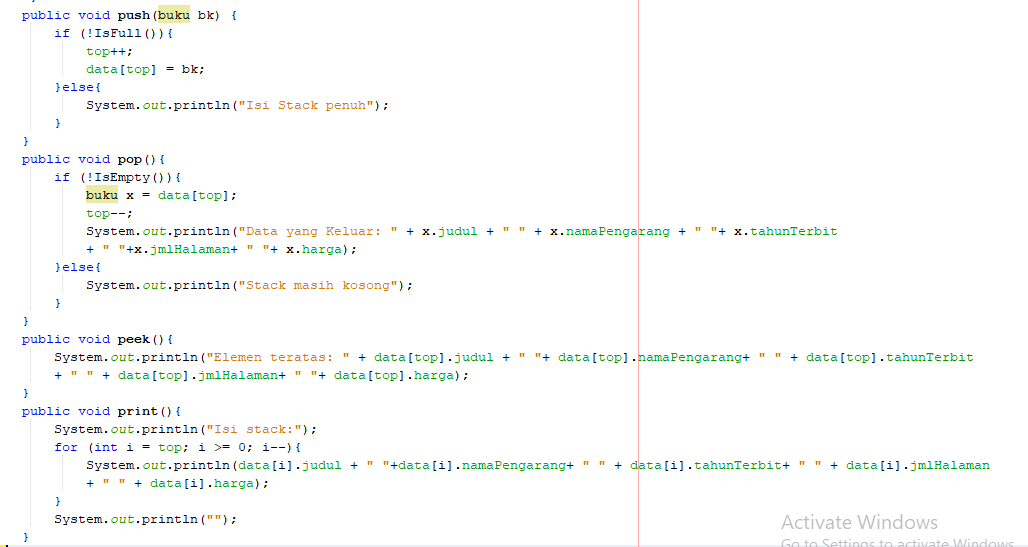 public void push(buku bk) {
if (!IsFull()){
top++;
data[top] = bk;
}else{
System.out.println("Isi Stack penuh");
}
}
public void pop(){
if (!IsEmpty()){
buku x = data[top];
top--;
System.out.println("Data yang Keluar: " + x.judul + " " + x.namaPengarang + " "+ x.tahunTerbit
+ " "+x.jmlHalaman+ " "+ x.harga);
}else{
System.out.println("Stack masih kosong");
}
}
public void peek(){
System.out.println("Elemen teratas: " + data[top].judul + " "+ data[top].namaPengarang+ " " + data[top].tahunTerbit
+ " " + data[top].jmlHalaman+ " "+ data[top].harga);
}
public void print(){
System.out.println("Isi stack:");
for (int i = top; i >= 0; i--){
System.out.println(data[i].judul + " "+data[i].namaPengarang+ " " + data[i].tahunTerbit+ " " + data[i].jmlHalaman
+ " " + data[i].harga);
}
System.out.println("");
}
Activate Windows
Go to Settings to activate Windows.